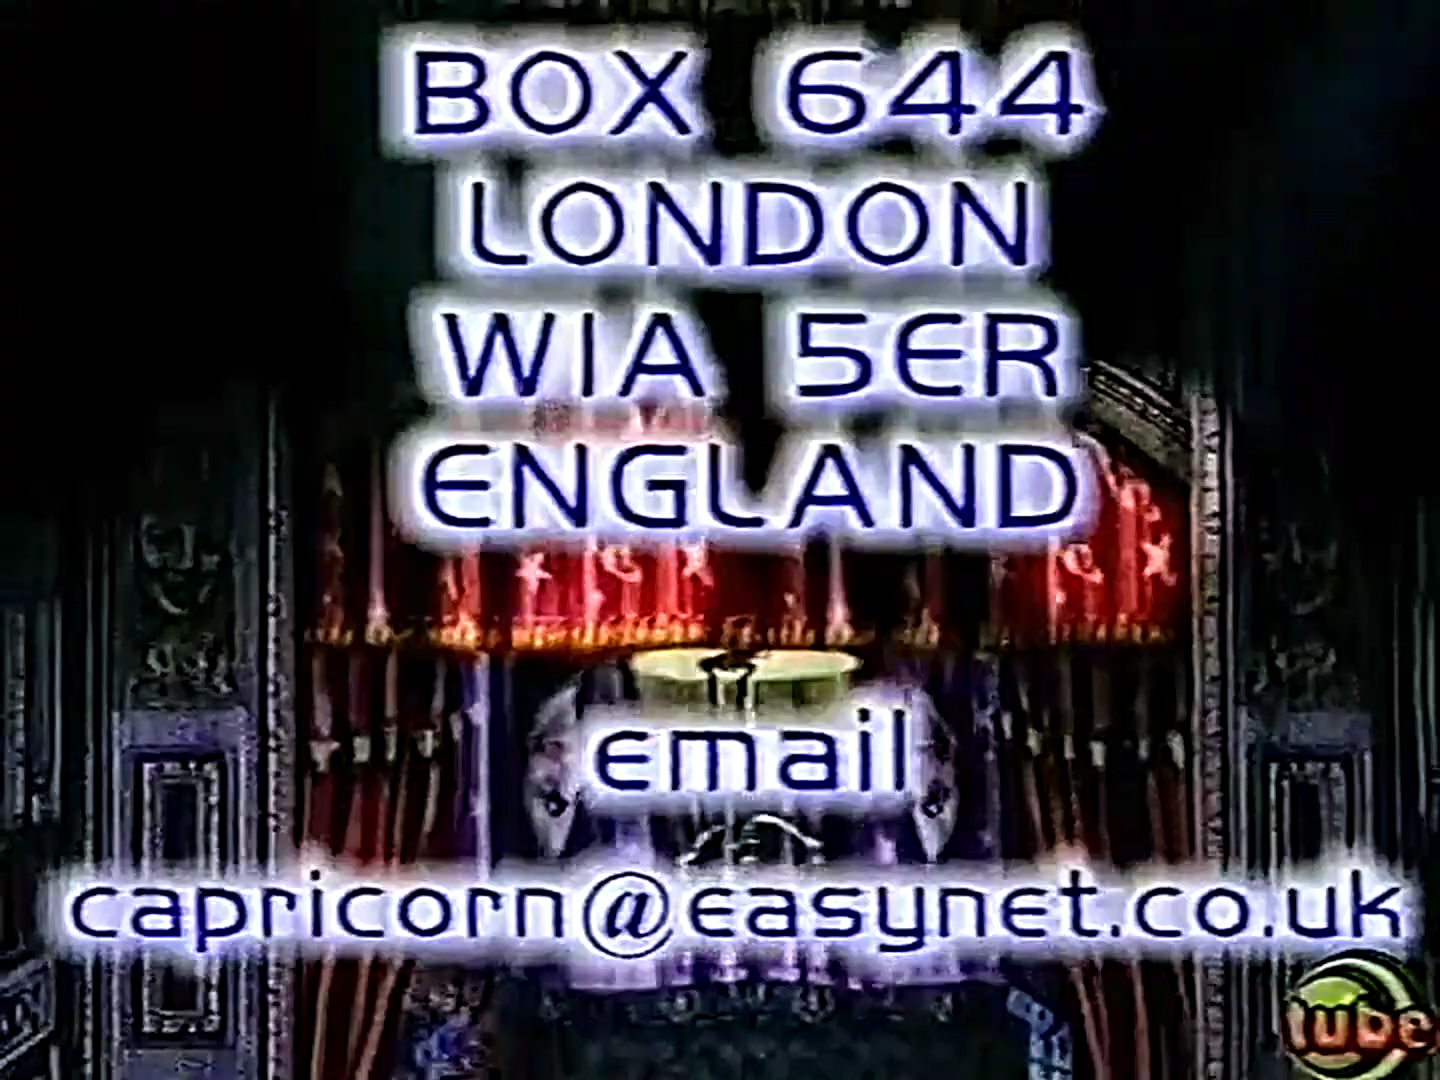 BOX 644
LONDON
WIA 5ER
ENGLAND
email
capricorn@easynet.co.uk
tube